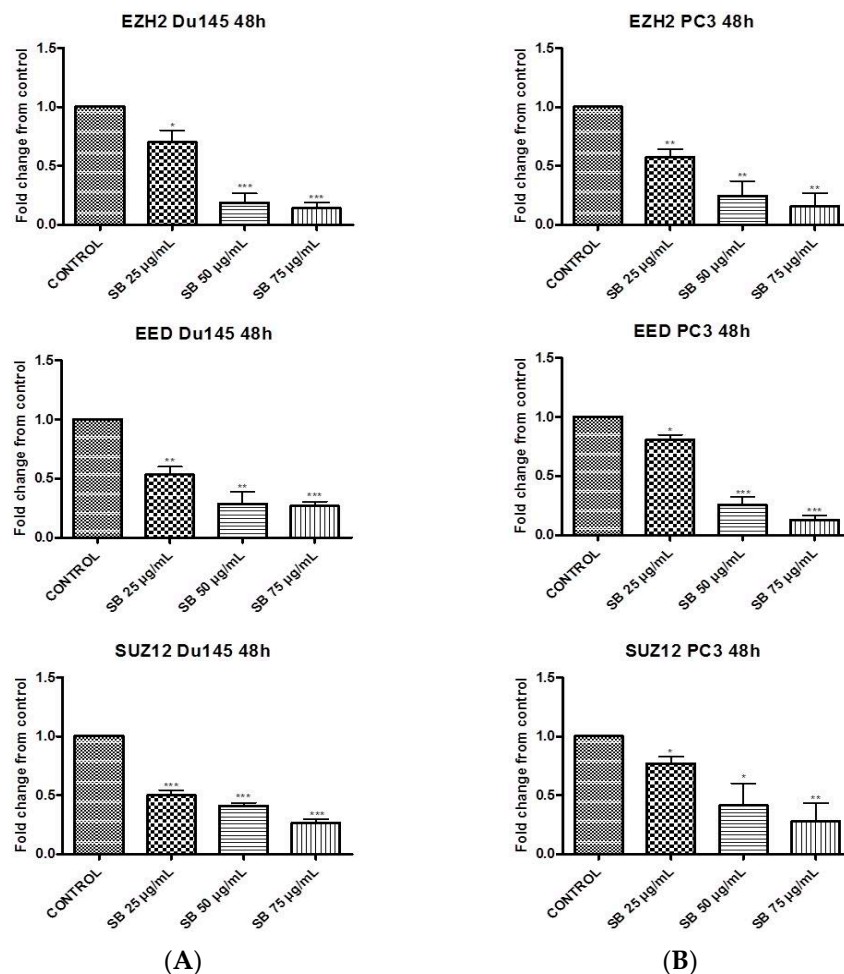 EZH2 Du145 48h
Fold change from control
1.5
1.0
0.5
0.0
*
***
***
CONTROL
SB 25 µg/mL
SB 50 µg/mL
SB 75 µg/mL
EZH2 PC3 48h
Fold change from control
1.5
1.0
0.5
0.0
**
**
**
CONTROL
SB 25 µg/mL
SB 50 µg/mL
SB 75 µg/mL
EED Du145 48h
Fold change from control
1.5
1.0
0.5
0.0
**
**
***
CONTROL
SB 25 µg/mL
SB 50 µg/mL
SB 75 µg/mL
EED PC3 48h
Fold change from control
1.5
1.0
0.5
0.0
*
***
***
CONTROL
SB 25 µg/mL
SB 50 µg/mL
SB 75 µg/mL
SUZ12 Du145 48h
Fold change from control
1.5
1.0
0.5
0.0
***
***
***
CONTROL
SB 25 µg/mL
SB 50 µg/mL
SB 75 µg/mL
SUZ12 PC3 48h
Fold change from control
1.5
1.0
0.5
0.0
*
*
**
CONTROL
SB 25 µg/mL
SB 50 µg/mL
SB 75 µg/mL
(A)
(B)